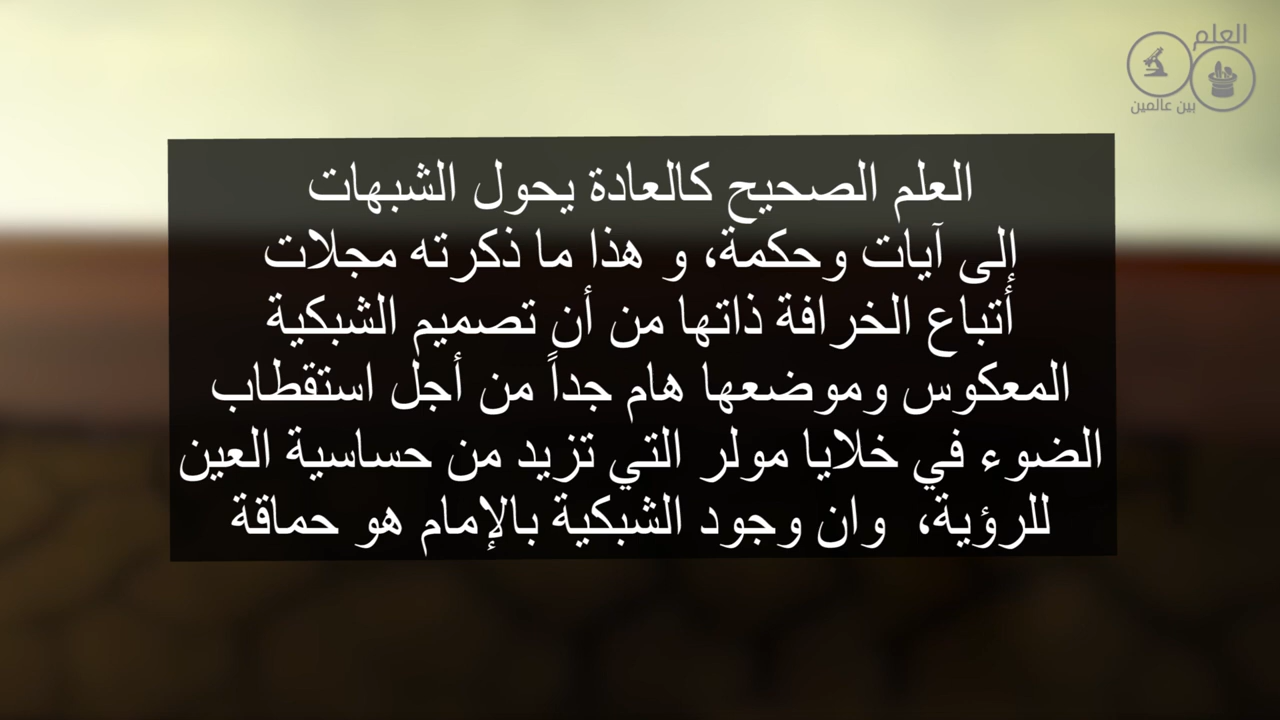 العلم
بين عالمين
العلم الصحيح كالعادة يحول الشبهات
إلى آيات وحكمة، و هذا ما ذكرته مجلات
أتباع الخرافة ذاتها من أن تصميم الشبكية
المعكوس وموضعها هام جداً من أجل استقطاب
الضوء في خلايا مولر التي تزيد من حساسية العين
للرؤية، وان وجود الشبكية بالإمام هو حماقة